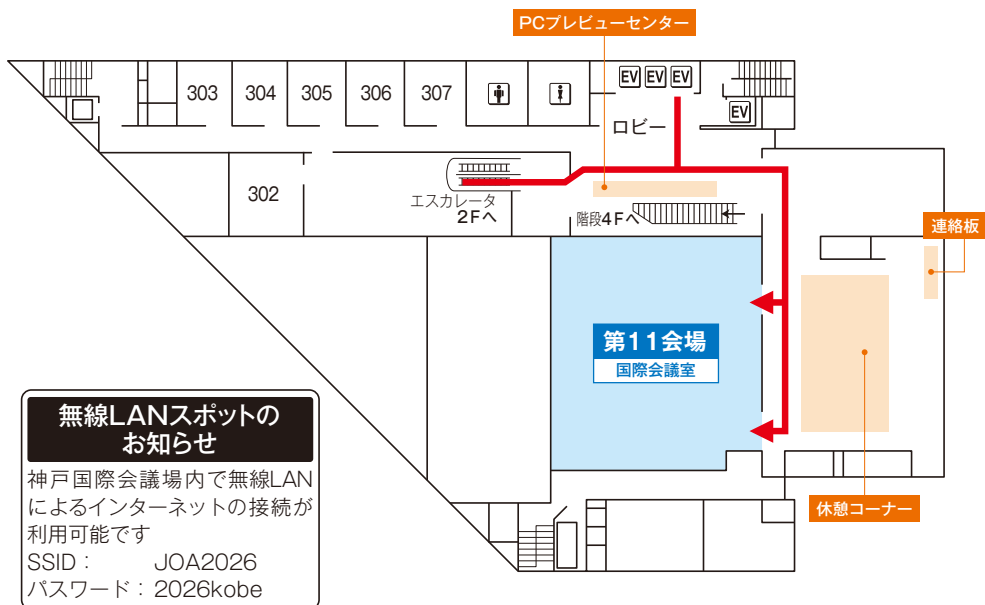 PCプレビューセンター
EV EV EV
EV
303 304 305 306 307
ロビー
302
エスカレータ
2Fへ
階段4Fへ
連絡板
第11会場
国際会議室
休憩コーナー
無線LANスポットの
お知らせ
神戸国際会議場内で無線LAN
によるインターネットの接続が
利用可能です
SSID： JOA2026
パスワード： 2026kobe